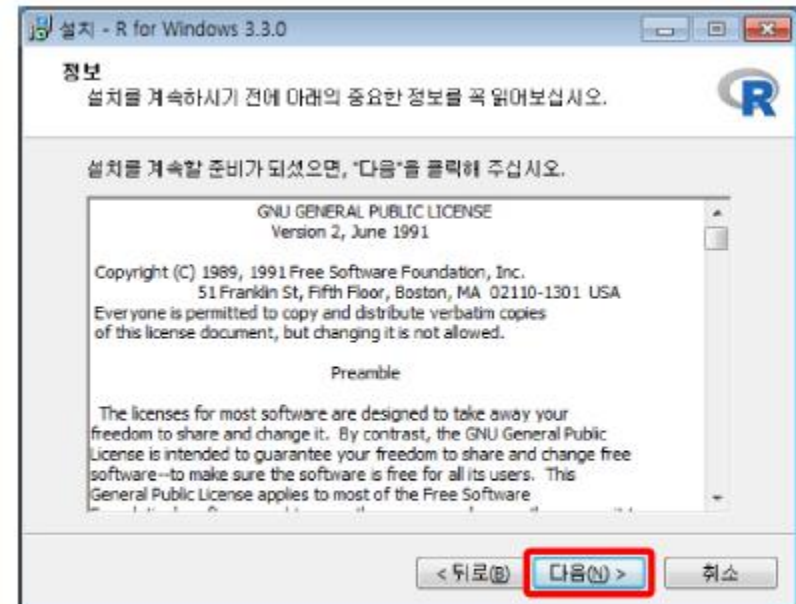 설치 - R for Windows 3.3.0
정보
설치를 계속하시기 전에 아래의 중요한 정보를 꼭 읽어보십시오.
R
설치를 계속할 준비가 되셨으면, "다음"을 클릭해 주십시오.
GNU GENERAL PUBLIC LICENSE
Version 2, June 1991
Copyright (C) 1989, 1991 Free Software Foundation, Inc.
51 Franklin St, Fifth Floor, Boston, MA 02110-1301 USA
Everyone is permitted to copy and distribute verbatim copies
of this license document, but changing it is not allowed.
Preamble
The licenses for most software are designed to take away your
freedom to share and change it. By contrast, the GNU General Public
License is intended to guarantee your freedom to share and change free
software--to make sure the software is free for all its users. This
General Public License applies to most of the Free Software
< 뒤로(B) 다음(N) > 취소